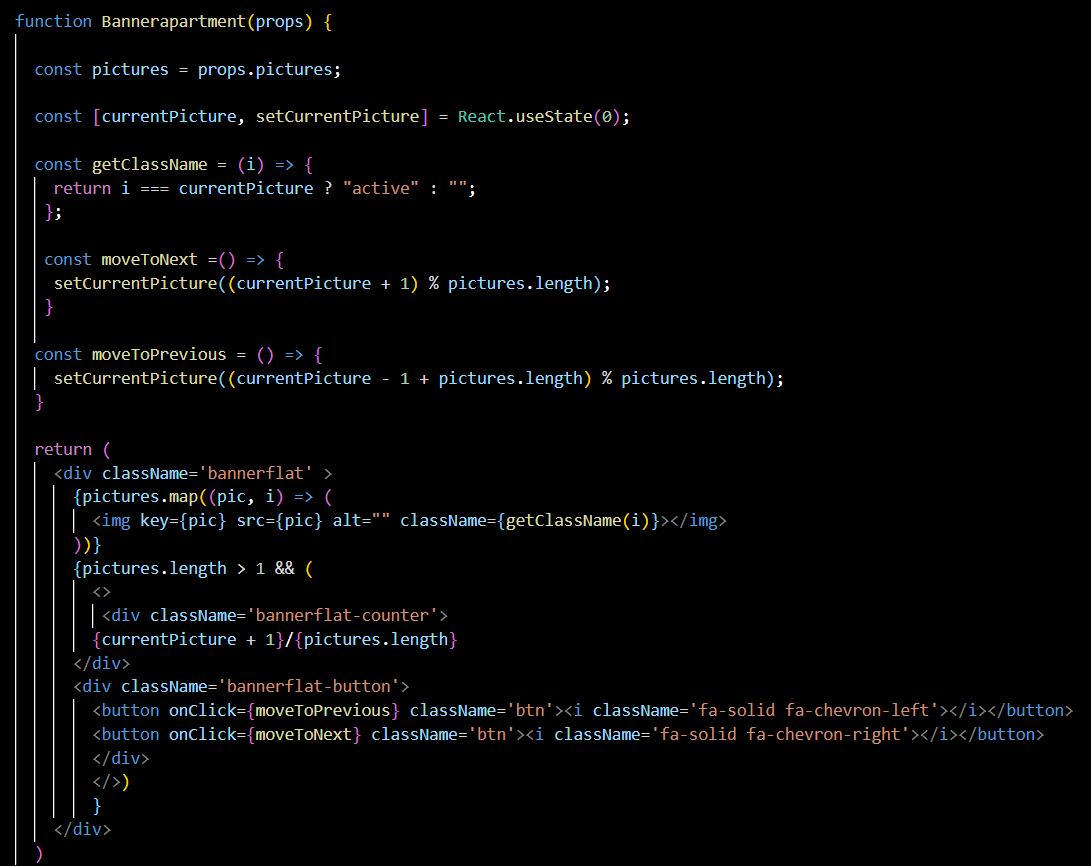 function Bannerapartment(props) {
const pictures = props.pictures;
const [currentPicture, setCurrentPicture] = React.useState(0);
const getClassName = (i) => {
return i === currentPicture ? "active" : "";
};
const moveToNext =() => {
setCurrentPicture((currentPicture + 1) % pictures.length);
}
const moveToPrevious = () => {
setCurrentPicture((currentPicture - 1 + pictures.length) % pictures.length);
}
return (
<div className='bannerflat' >
{pictures.map((pic, i) => (
<img key={pic} src={pic} alt="" className={getClassName(i)}></img>
))}
{pictures.length > 1 && (
<>
<div className='bannerflat-counter'>
{currentPicture + 1}/{pictures.length}
</div>
<div className='bannerflat-button'>
<button onClick={moveToPrevious} className='btn'><i className='fa-solid fa-chevron-left'></i></button>
<button onClick={moveToNext} className='btn'><i className='fa-solid fa-chevron-right'></i></button>
</div>
</>)
}
</div>
)